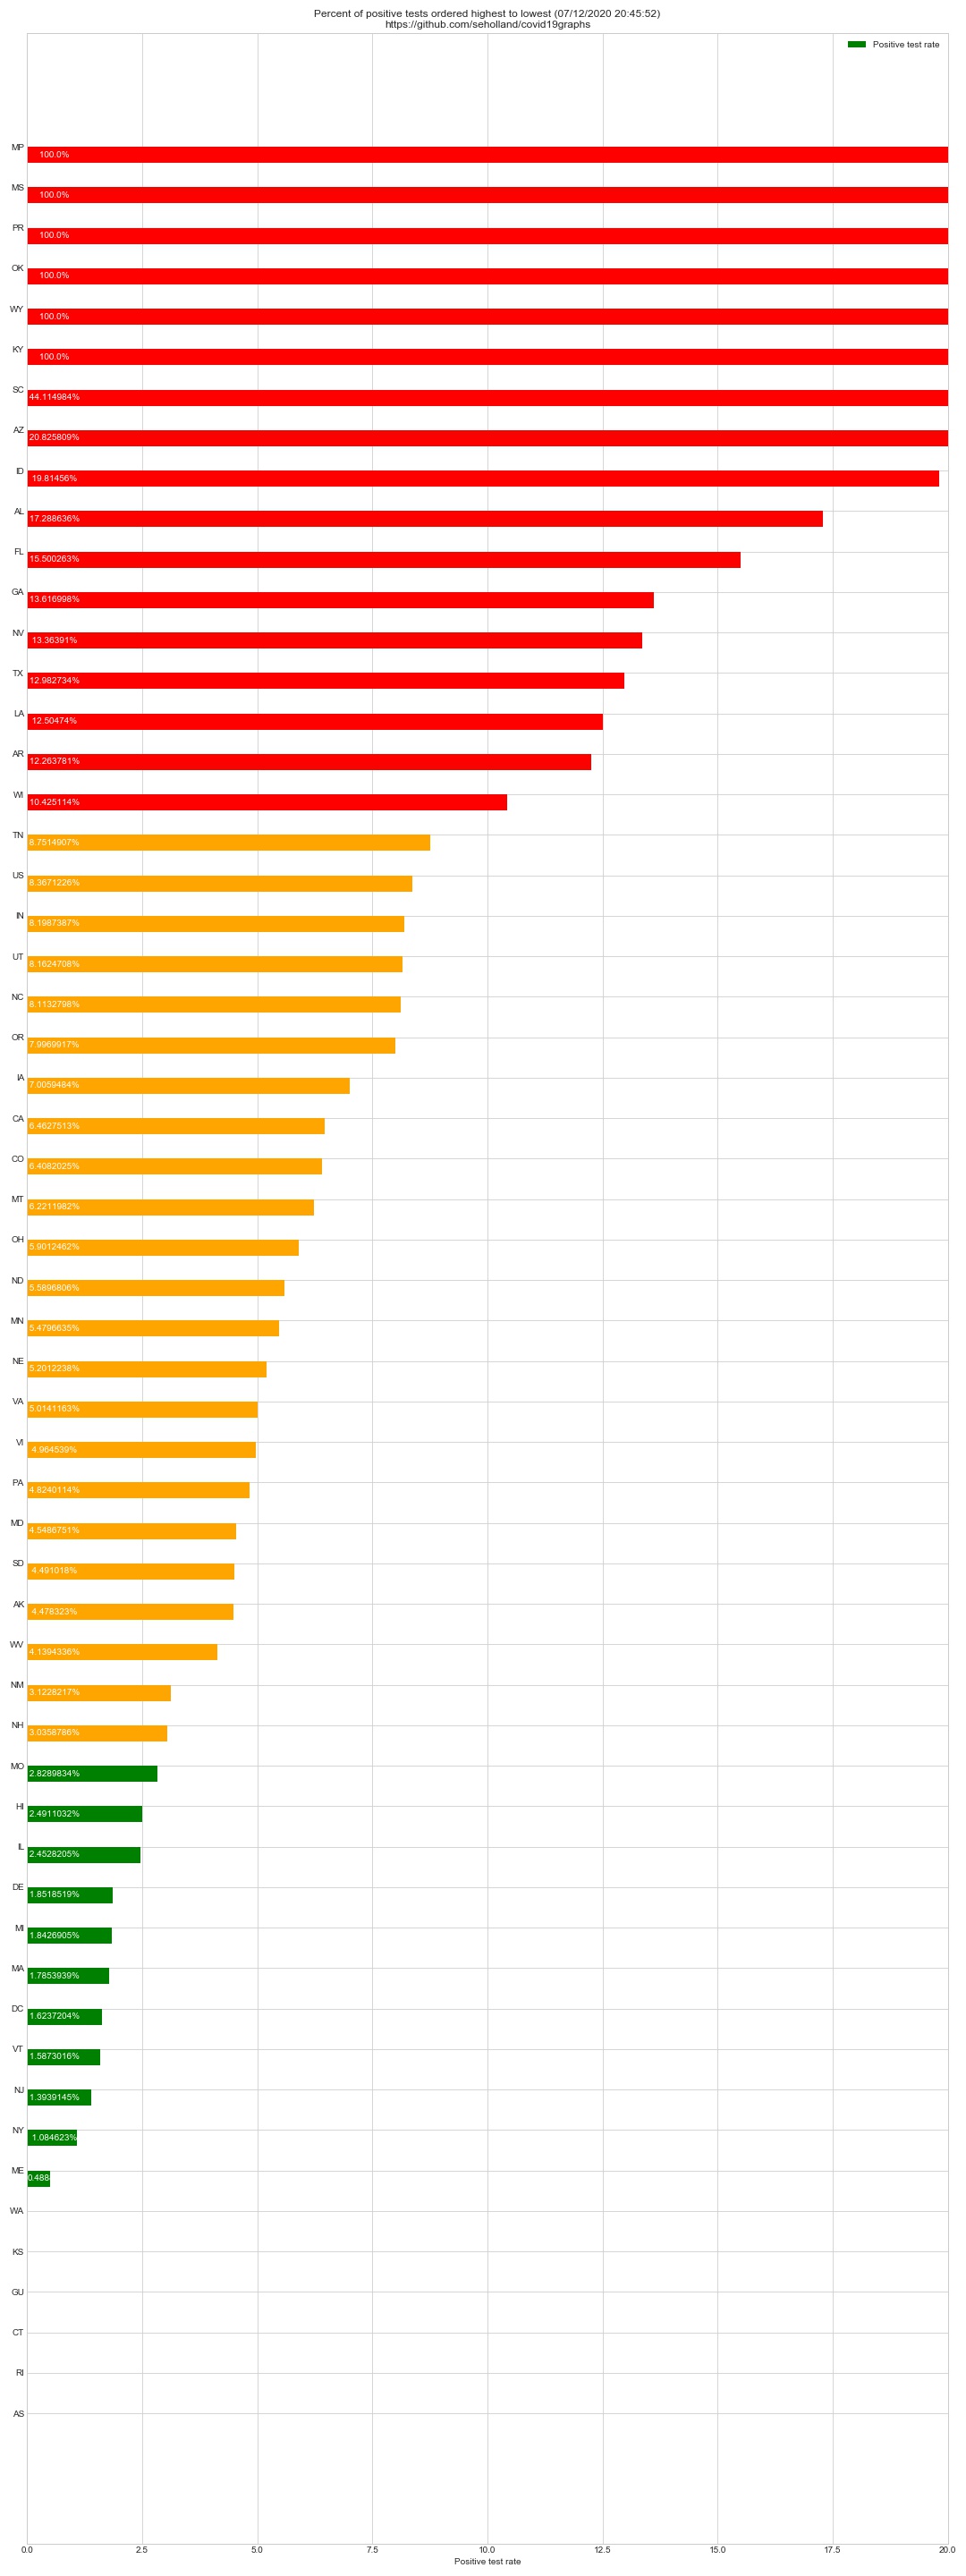 Percent of positive tests ordered highest to lowest (07/12/2020 20:45:52)
https://github.com/seholland/covid19graphs
Positive test rate
MP 100.0%
MS 100.0%
PR 100.0%
OK 100.0%
WY 100.0%
KY 100.0%
SC 44.114984%
AZ 20.825809%
ID 19.81456%
AL 17.288636%
FL 15.500263%
GA 13.616998%
NV 13.36391%
TX 12.982734%
LA 12.50474%
AR 12.263781%
WI 10.425114%
TN 8.7514907%
US 8.3671226%
IN 8.1987387%
UT 8.1624708%
NC 8.1132798%
OR 7.9969917%
IA 7.0059484%
CA 6.4627513%
CO 6.4082025%
MT 6.2211982%
OH 5.9012462%
ND 5.5896806%
MN 5.4796635%
NE 5.2012238%
VA 5.0141163%
VI 4.964539%
PA 4.8240114%
MD 4.5486751%
SD 4.491018%
AK 4.478323%
WV 4.1394336%
NM 3.1228217%
NH 3.0358786%
MO 2.8289834%
HI 2.4911032%
IL 2.4528205%
DE 1.8518519%
MI 1.8426905%
MA 1.7853939%
DC 1.6237204%
VT 1.5873016%
NJ 1.3939145%
NY 1.084623%
ME 0.488
WA
KS
GU
CT
RI
AS
0.0 2.5 5.0 7.5 10.0 12.5 15.0 17.5 20.0
Positive test rate